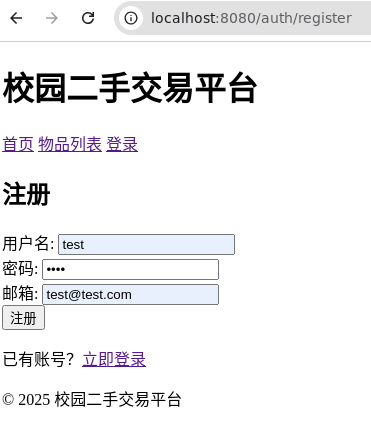 localhost:8080/auth/register
校园二手交易平台
首页 物品列表 登录
注册
用户名: test
密码: ••••
邮箱: test@test.com
注册
已有账号？立即登录
© 2025 校园二手交易平台